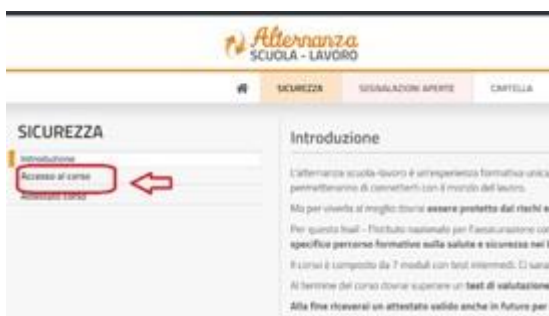 Alternanza
SCUOLA - LAVORO
SICUREZZA
SEGNALAZIONI APERTE
CARTELLA
SICUREZZA
Introduzione
Accesso al corso
Attestato corso
Introduzione
L'alternanza scuola-lavoro è un'esperienza formativa unica
permetteranno di connetterti con il mondo del lavoro.
Ma per viverla al meglio dovrai essere protetto dai rischi e
Per questo Inail - l'Istituto nazionale per l'assicurazione con
specifico percorso formativo sulla salute e sicurezza nei l
Il corso è composto da 7 moduli con test intermedi. Ci sara
Al termine del corso dovrai superare un test di valutazione
Alla fine riceverai un attestato valido anche in futuro per